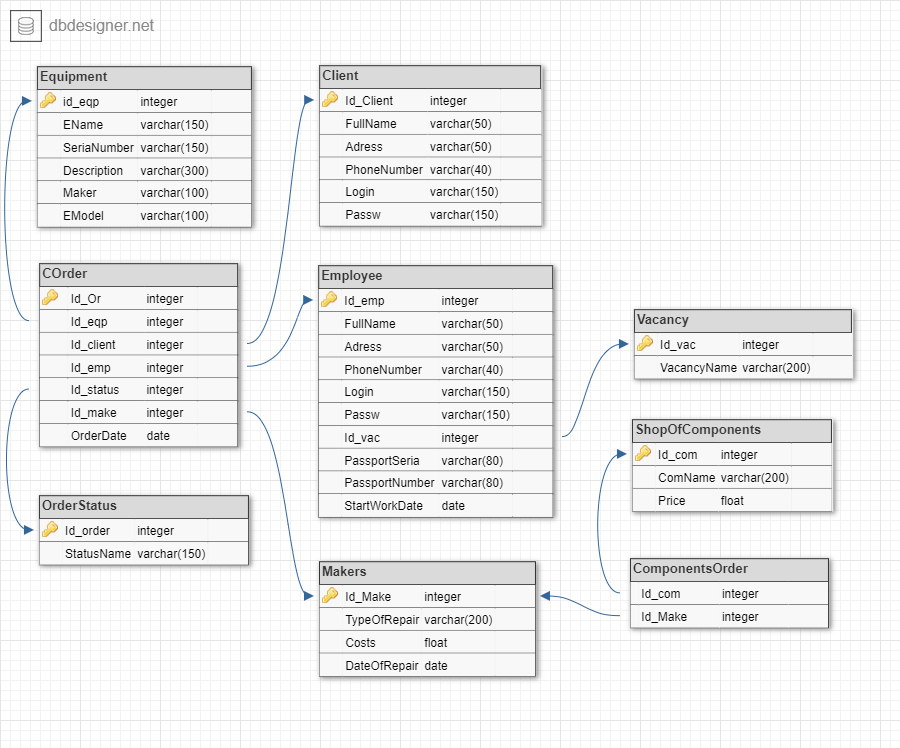 dbdesigner.net
Equipment
id_eqp integer
EName varchar(150)
SeriaNumber varchar(150)
Description varchar(300)
Maker varchar(100)
EModel varchar(100)
Client
Id_Client integer
FullName varchar(50)
Adress varchar(50)
PhoneNumber varchar(40)
Login varchar(150)
Passw varchar(150)
COrder
Id_Or integer
Id_eqp integer
Id_client integer
Id_emp integer
Id_status integer
Id_make integer
OrderDate date
Employee
Id_emp integer
FullName varchar(50)
Adress varchar(50)
PhoneNumber varchar(40)
Login varchar(150)
Passw varchar(150)
Id_vac integer
PassportSeria varchar(80)
PassportNumber varchar(80)
StartWorkDate date
Vacancy
Id_vac integer
VacancyName varchar(200)
ShopOfComponents
Id_com integer
ComName varchar(200)
Price float
OrderStatus
Id_order integer
StatusName varchar(150)
Makers
Id_Make integer
TypeOfRepair varchar(200)
Costs float
DateOfRepair date
ComponentsOrder
Id_com integer
Id_Make integer